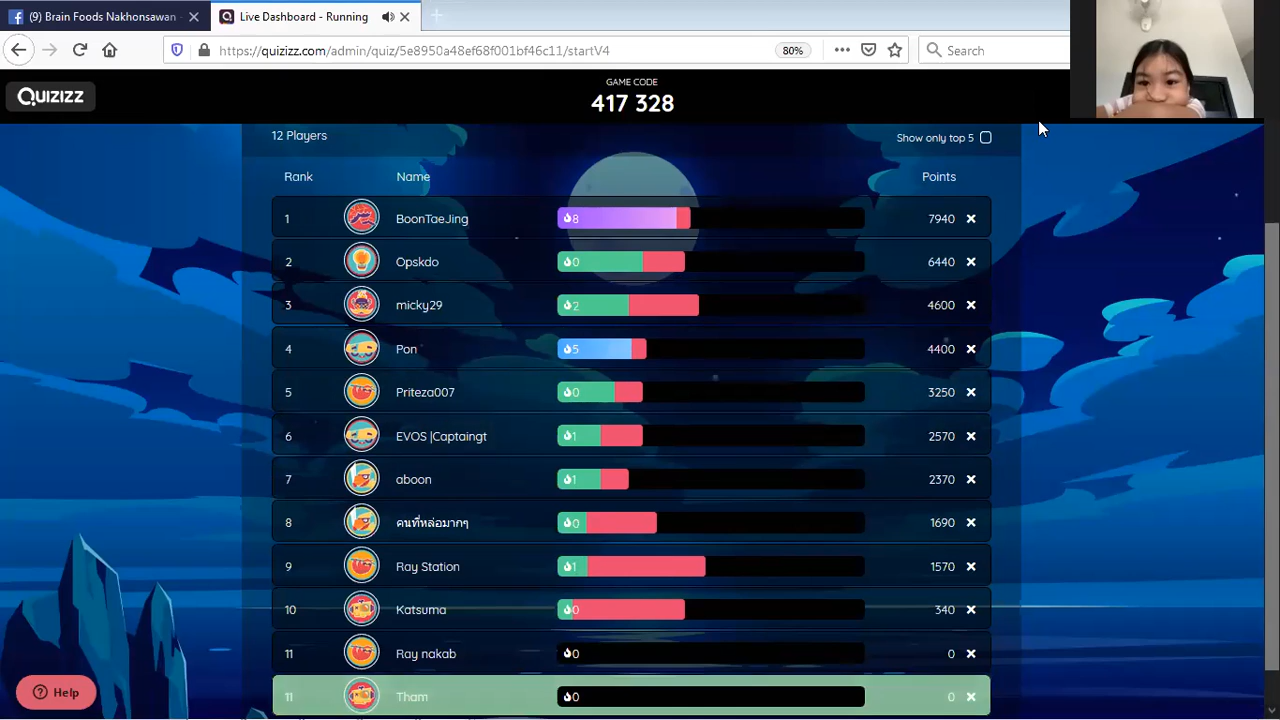 (9) Brain Foods Nakhonsawan
Live Dashboard - Running
https://quizizz.com/admin/quiz/5e8950a48ef68f001bf46c11/startV4
80%
Search
QUIZIZZ
GAME CODE
417 328
12 Players
Show only top 5
Rank Name Points
1 BoonTaeJing 8 7940
2 Opskdo 0 6440
3 micky29 2 4600
4 Pon 5 4400
5 Priteza007 0 3250
6 EVOS |Captaingt 1 2570
7 aboon 1 2370
8 คนที่หล่อมากๆ 0 1690
9 Ray Station 1 1570
10 Katsuma 0 340
11 Ray nakab 0 0
11 Tham 0 0
Help